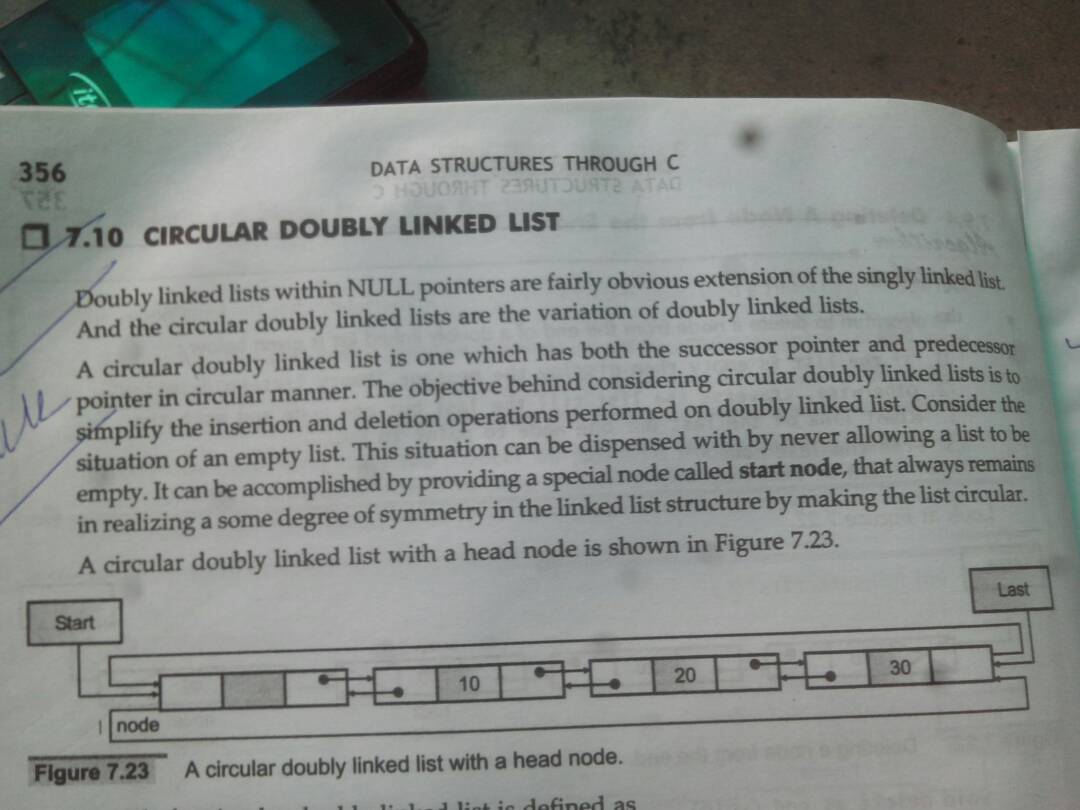 it
356
DATA STRUCTURES THROUGH C
7.10 CIRCULAR DOUBLY LINKED LIST
Doubly linked lists within NULL pointers are fairly obvious extension of the singly linked list.
And the circular doubly linked lists are the variation of doubly linked lists.
A circular doubly linked list is one which has both the successor pointer and predecessor
pointer in circular manner. The objective behind considering circular doubly linked lists is to
simplify the insertion and deletion operations performed on doubly linked list. Consider the
situation of an empty list. This situation can be dispensed with by never allowing a list to be
empty. It can be accomplished by providing a special node called start node, that always remains
in realizing a some degree of symmetry in the linked list structure by making the list circular.
A circular doubly linked list with a head node is shown in Figure 7.23.
Start
Last
10
20
30
node
Figure 7.23 A circular doubly linked list with a head node.
linked list is defined as